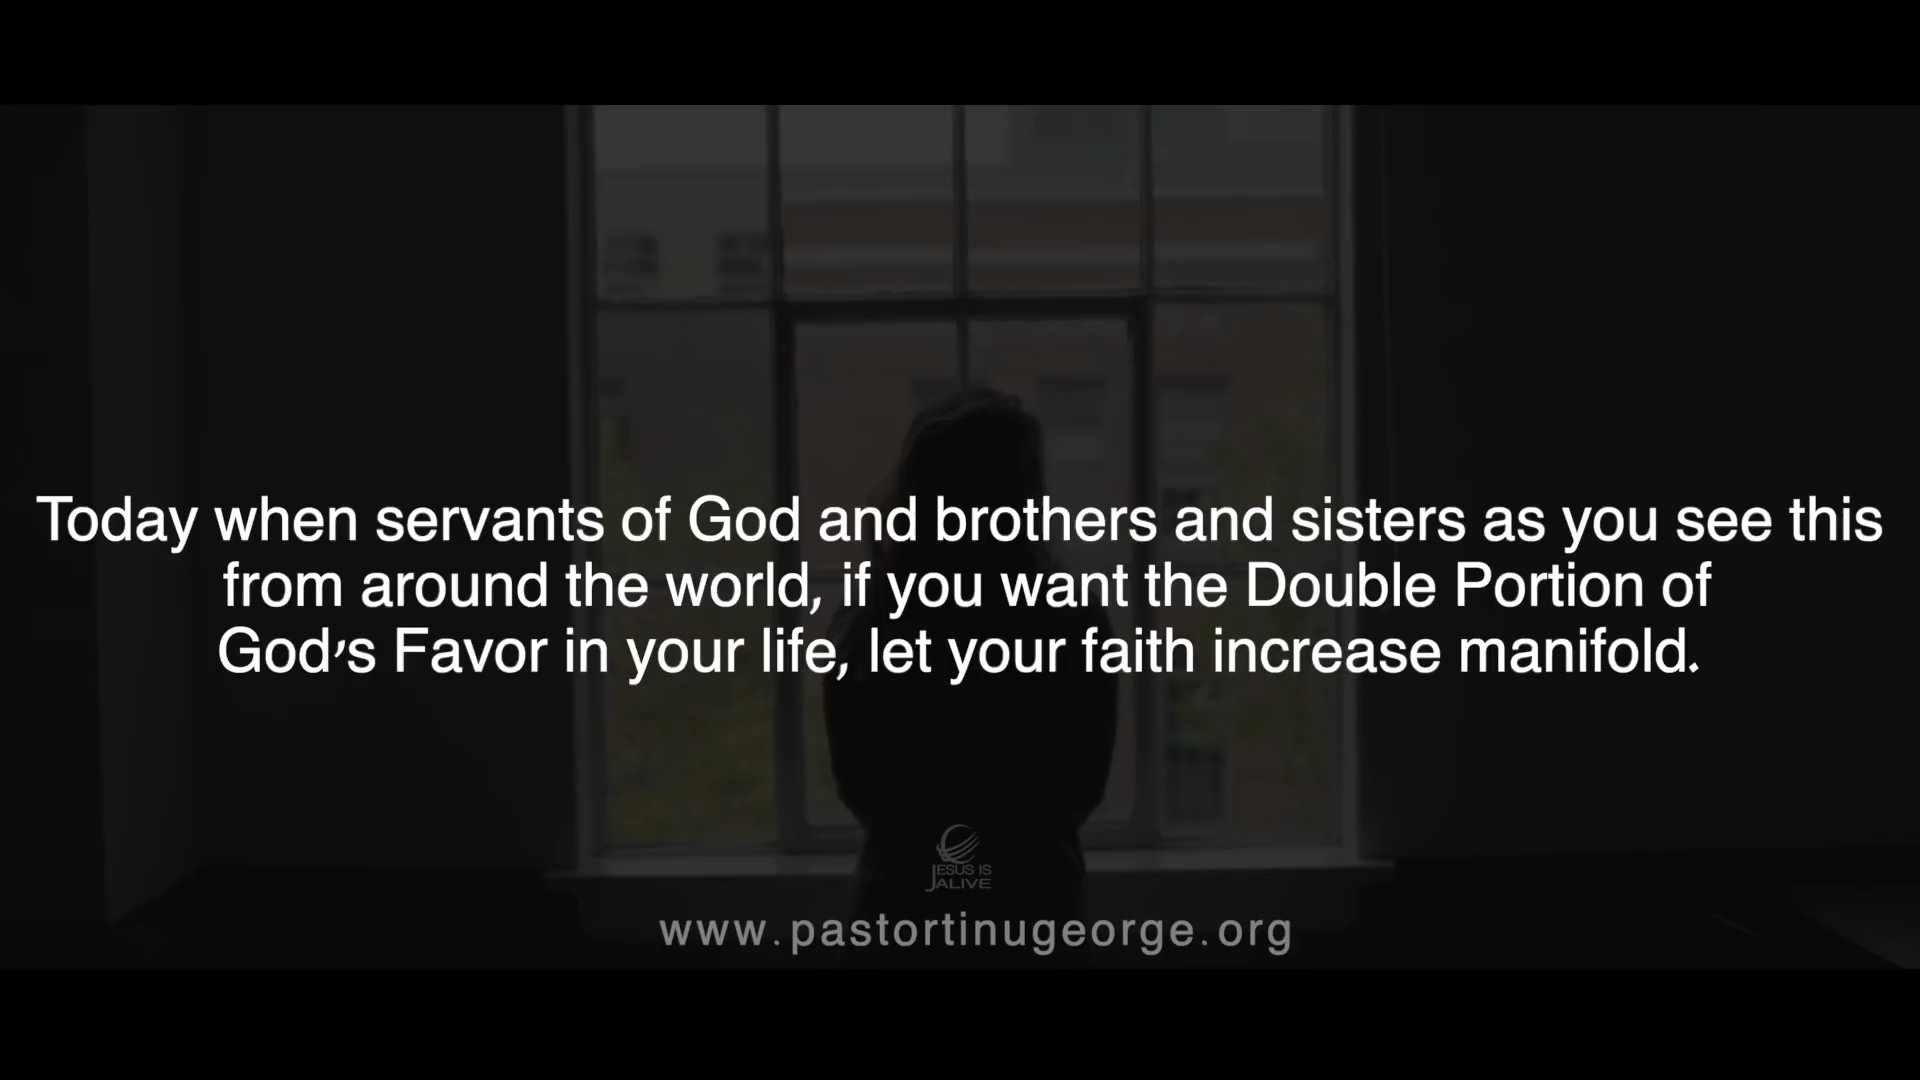 Today when servants of God and brothers and sisters as you see this
from around the world, if you want the Double Portion of
God's Favor in your life, let your faith increase manifold.
JESUS IS
ALIVE
www.pastortinugeorge.org